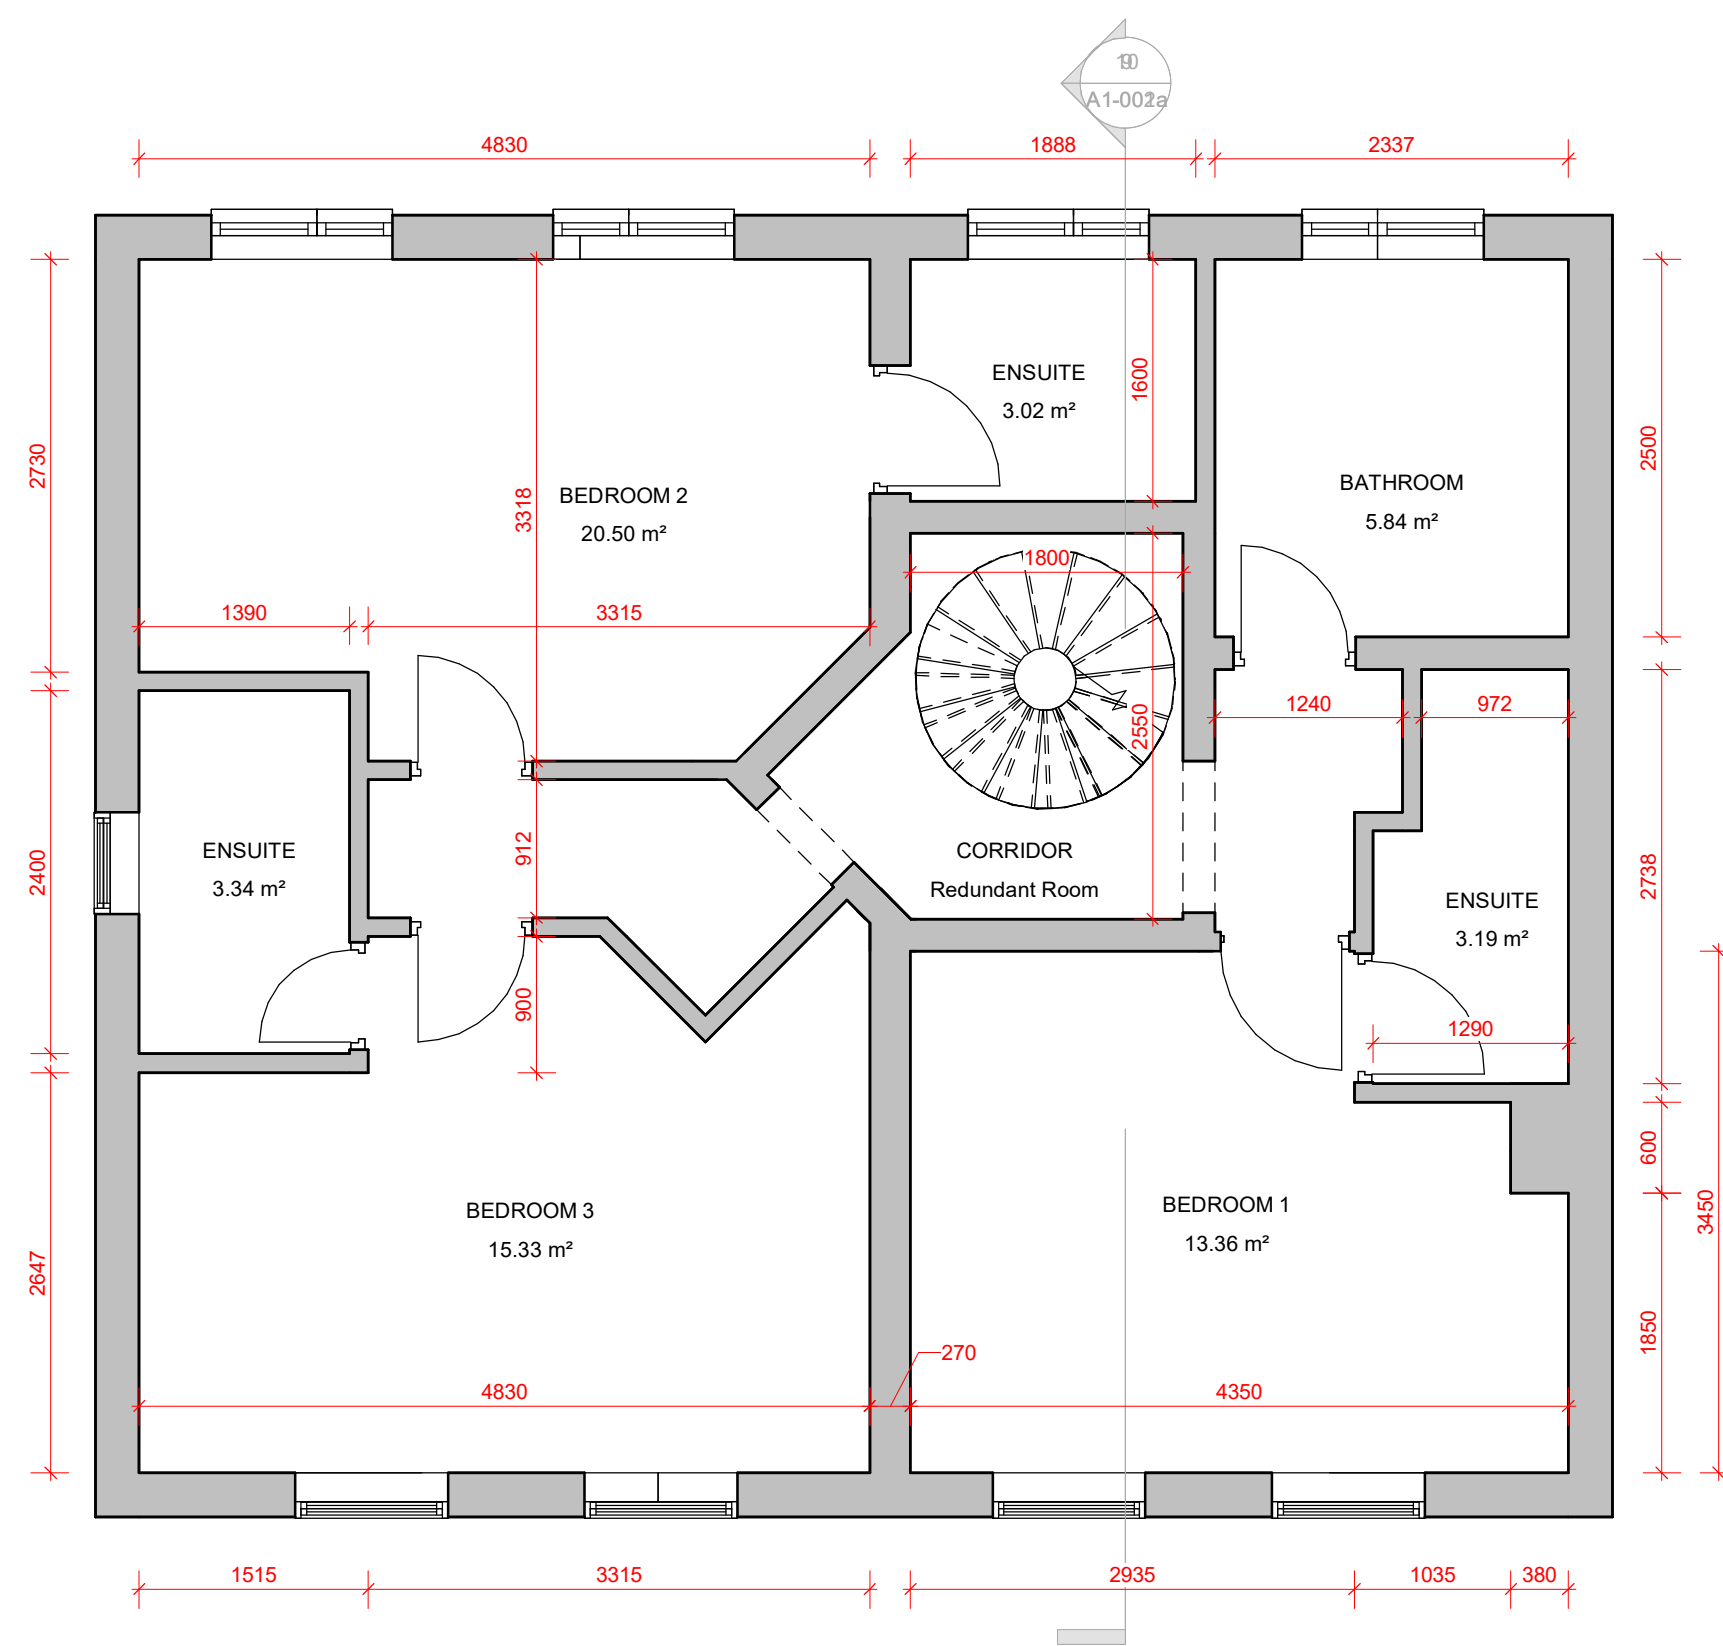 A1-002a
4830
1888
2337
2730
3318
ENSUITE
3.02 m²
1600
2500
BEDROOM 2
20.50 m²
BATHROOM
5.84 m²
1800
1390
3315
2550
1240
972
2400
ENSUITE
3.34 m²
912
CORRIDOR
Redundant Room
ENSUITE
3.19 m²
2738
900
1290
BEDROOM 3
15.33 m²
BEDROOM 1
13.36 m²
600
3450
2647
1850
270
4830
4350
1515
3315
2935
1035
380